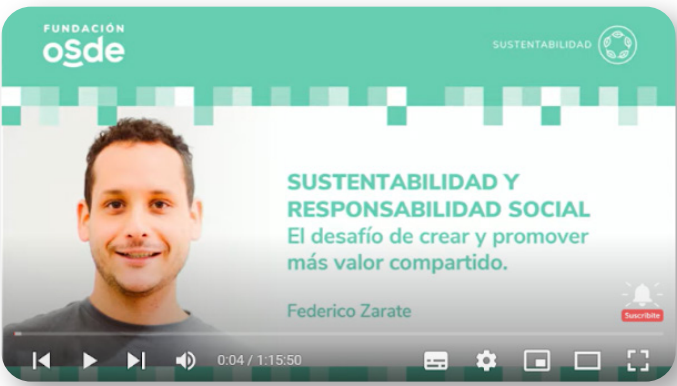 FUNDACIÓN
osde
SUSTENTABILIDAD
SUSTENTABILIDAD Y
RESPONSABILIDAD SOCIAL
El desafío de crear y promover
más valor compartido.
Federico Zarate
Suscribite
0:04 / 1:15:50